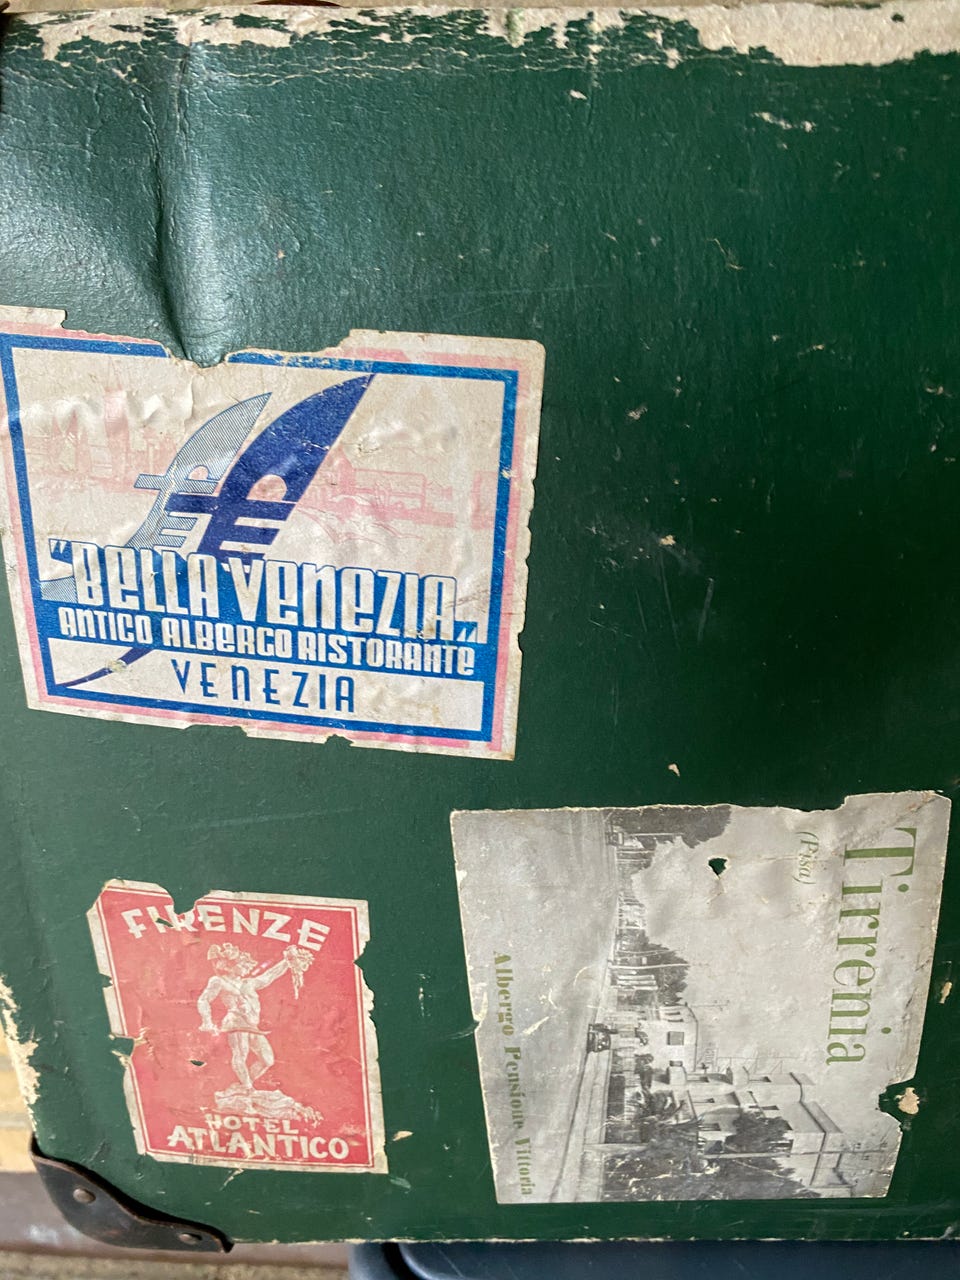 "BELLA VENEZIA„
ANTICO ALBERGO RISTORANTE
VENEZIA
FIRENZE
HOTEL
ATLANTICO
Tirrenia
(Pisa)
Albergo Pensione Vittoria